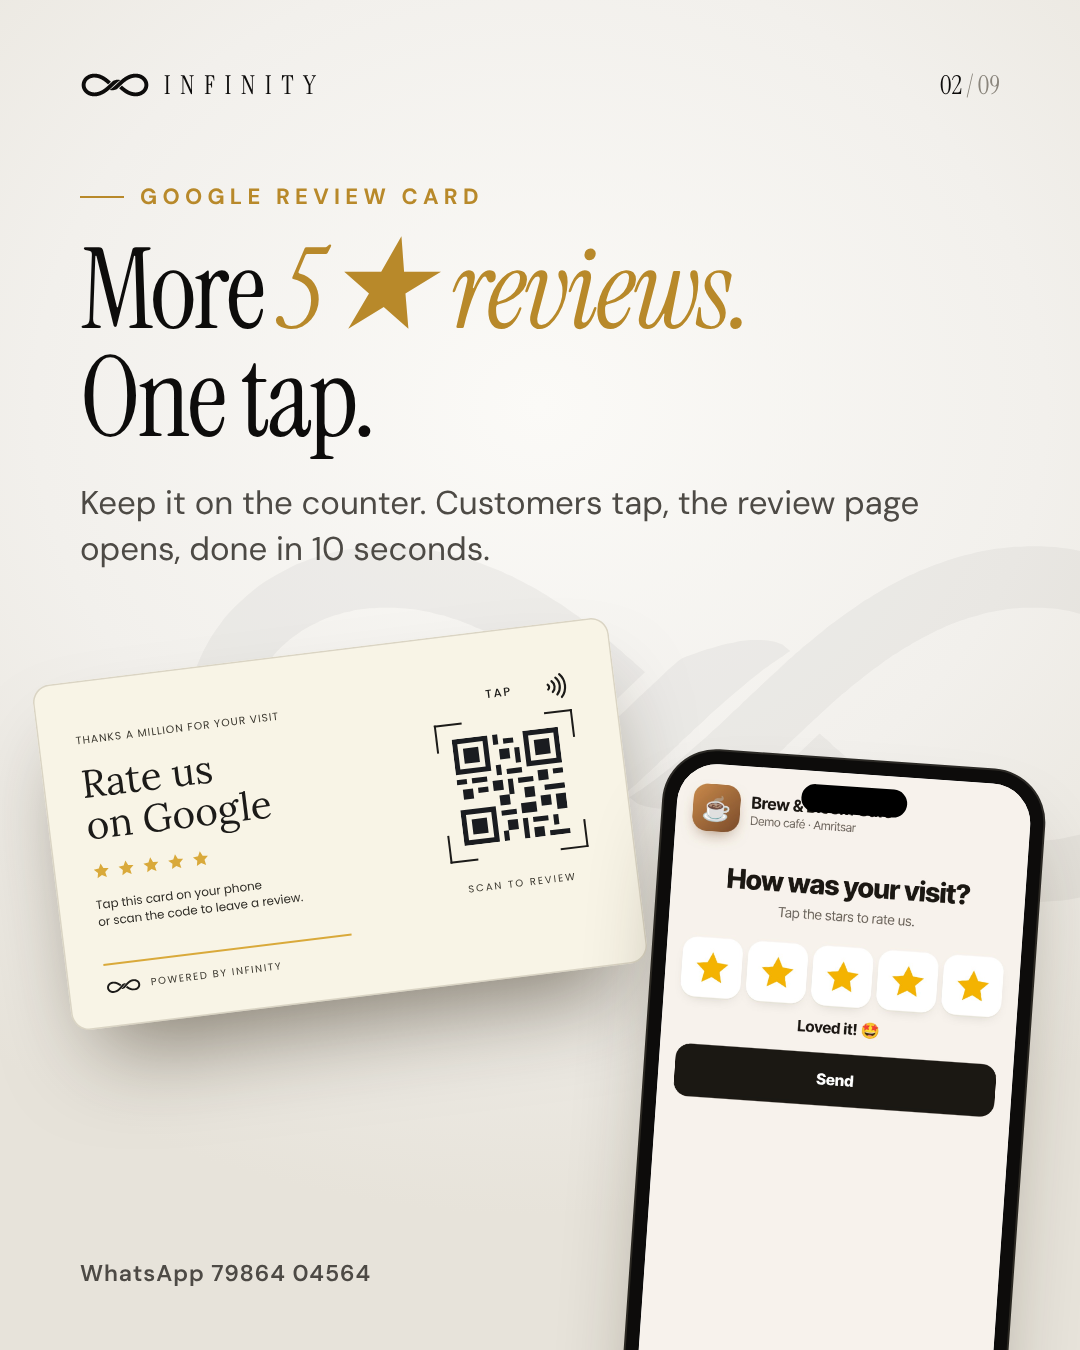 INFINITY
02 / 09
GOOGLE REVIEW CARD
More 5 ★ reviews.
One tap.
Keep it on the counter. Customers tap, the review page
opens, done in 10 seconds.
THANKS A MILLION FOR YOUR VISIT
Rate us
on Google
Tap this card on your phone
or scan the code to leave a review.
POWERED BY INFINITY
TAP
SCAN TO REVIEW
Brew &
Demo café · Amritsar
How was your visit?
Tap the stars to rate us.
Loved it! 🤩
Send
WhatsApp 79864 04564